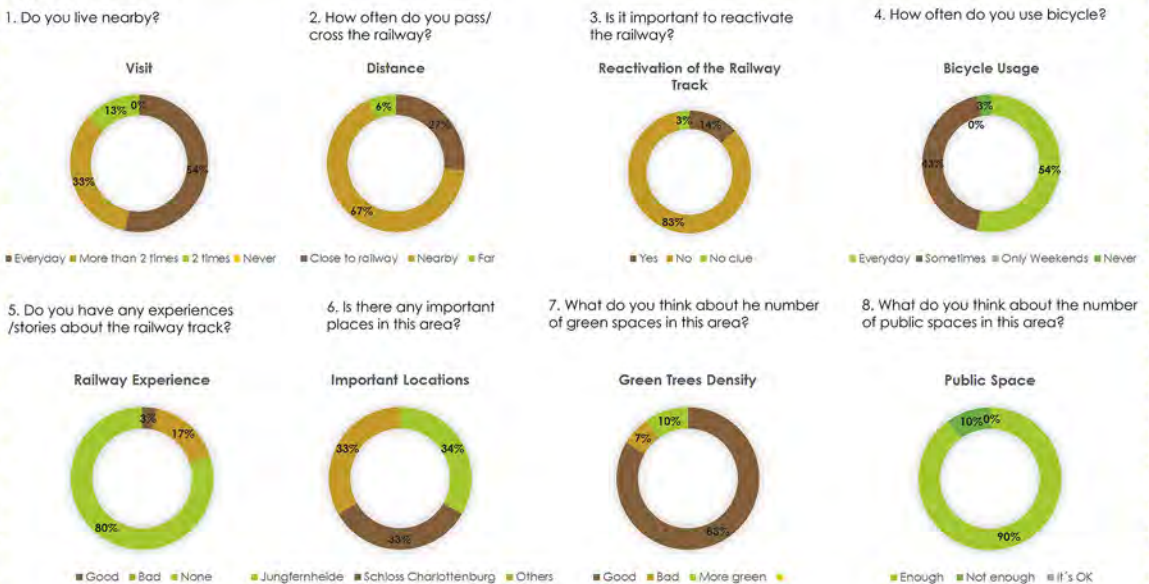 1. Do you live nearby?
Visit
0%
13%
33%
54%
Everyday More than 2 times 2 times Never
2. How often do you pass/
cross the railway?
Distance
6%
27%
67%
Close to railway Nearby Far
3. Is it important to reactivate
the railway?
Reactivation of the Railway
Track
3%
14%
83%
Yes No No clue
4. How often do you use bicycle?
Bicycle Usage
3%
0%
43%
54%
Everyday Sometimes Only Weekends Never
5. Do you have any experiences
/stories about the railway track?
Railway Experience
3%
17%
80%
Good Bad None
6. Is there any important
places in this area?
Important Locations
33%
34%
33%
Jungfernheide Schloss Charlottenburg Others
7. What do you think about he number
of green spaces in this area?
Green Trees Density
10%
7%
83%
Good Bad More green
8. What do you think about the number
of public spaces in this area?
Public Space
10%
0%
90%
Enough Not enough it's OK